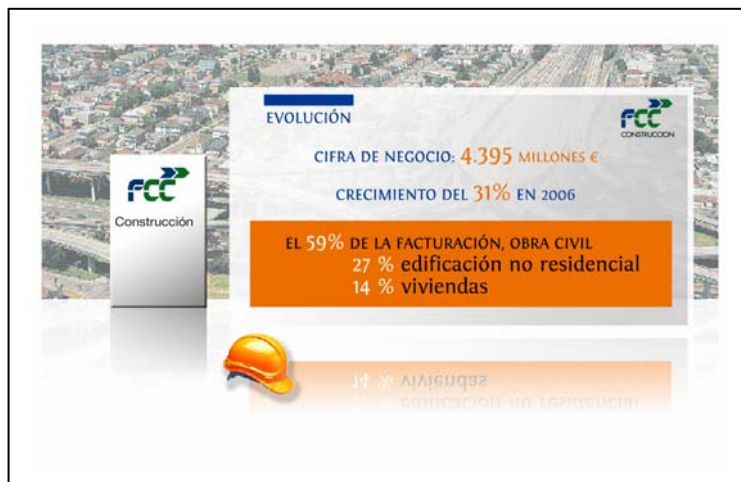 FCC
Construcción
EVOLUCIÓN
FCC
CONSTRUCCION
CIFRA DE NEGOCIO: 4.395 MILLONES €
CRECIMIENTO DEL 31% EN 2006
EL 59% DE LA FACTURACIÓN, OBRA CIVIL
27 % edificación no residencial
14 % viviendas